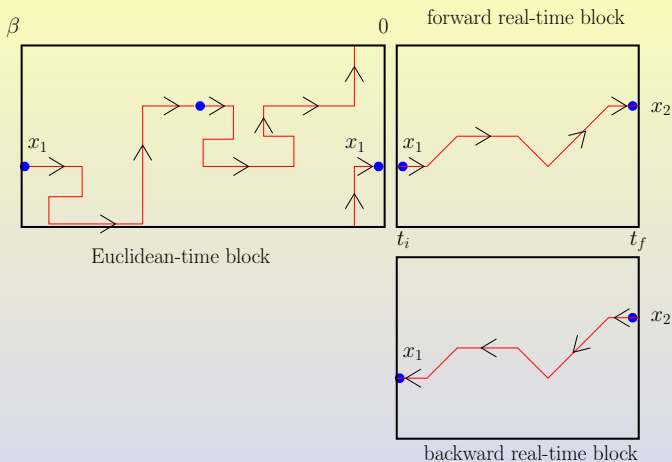 forward real-time block
β
0
x₁
x₁
x₁
x₂
tᵢ
t_f
Euclidean-time block
x₁
x₂
backward real-time block